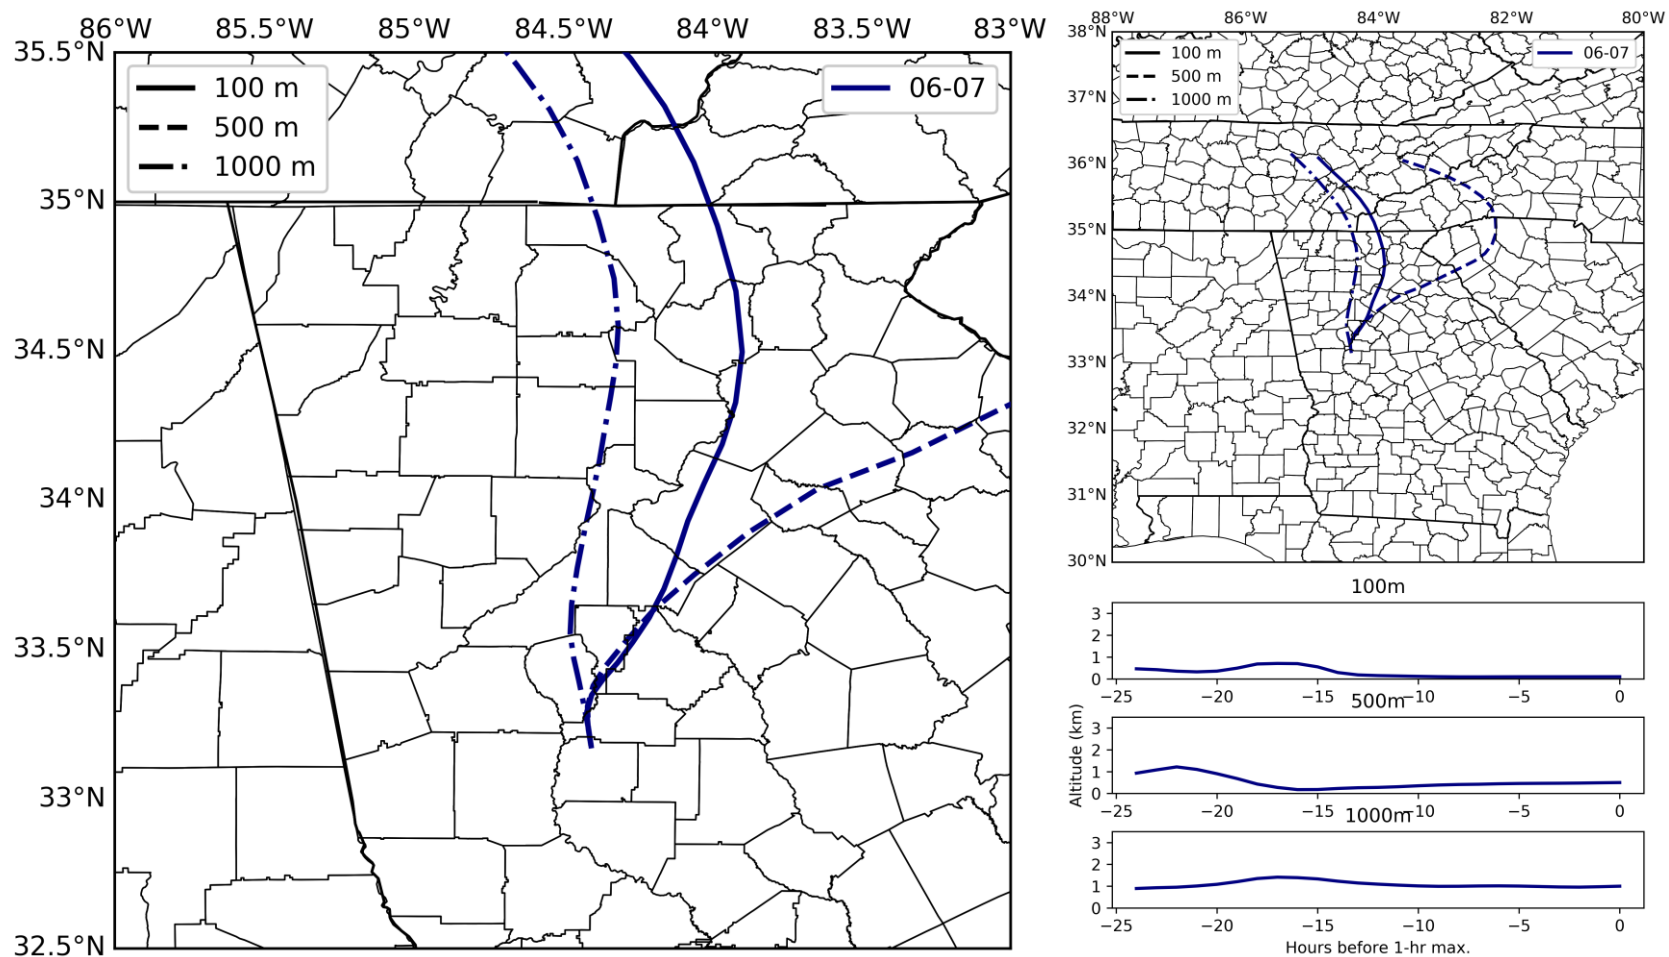 86°W 85.5°W 85°W 84.5°W 84°W 83.5°W 83°W
35.5°N
35°N
34.5°N
34°N
33.5°N
33°N
32.5°N
100 m
500 m
1000 m
06-07
88°W 86°W 84°W 82°W 80°W
38°N
37°N
36°N
35°N
34°N
33°N
32°N
31°N
30°N
100 m
500 m
1000 m
06-07
100m
3
2
1
0
−25 −20 −15 −10 −5 0
500m
3
2
1
0
−25 −20 −15 −10 −5 0
Altitude (km)
1000m
3
2
1
0
−25 −20 −15 −10 −5 0
Hours before 1-hr max.